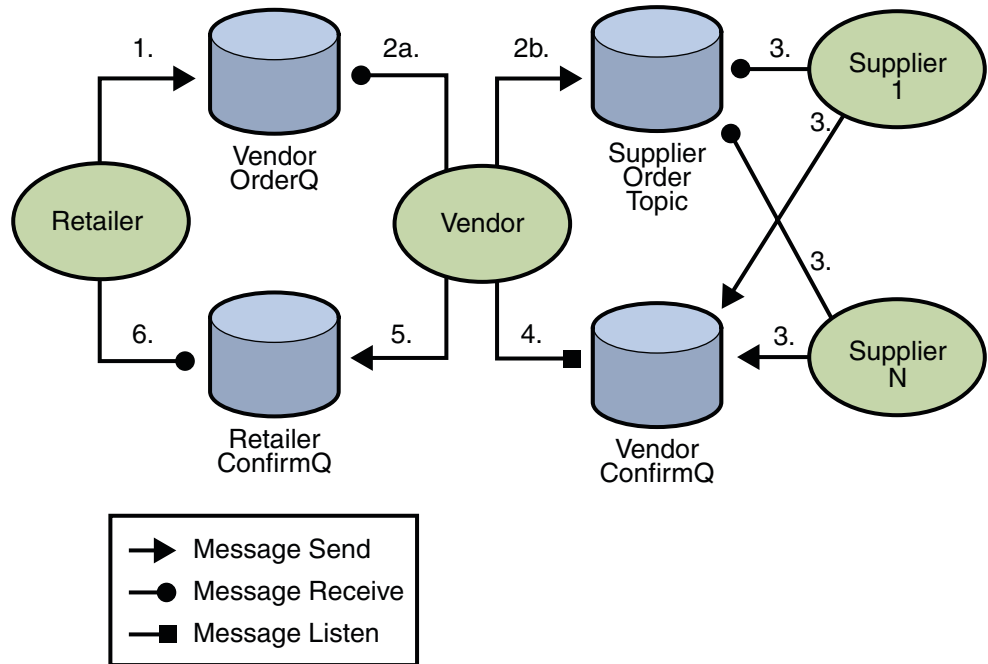 1.
2a.
2b.
3.
Supplier
1
3.
Vendor
OrderQ
Supplier
Order
Topic
Retailer
Vendor
3.
6.
5.
4.
3.
Supplier
N
Retailer
ConfirmQ
Vendor
ConfirmQ
Message Send
Message Receive
Message Listen